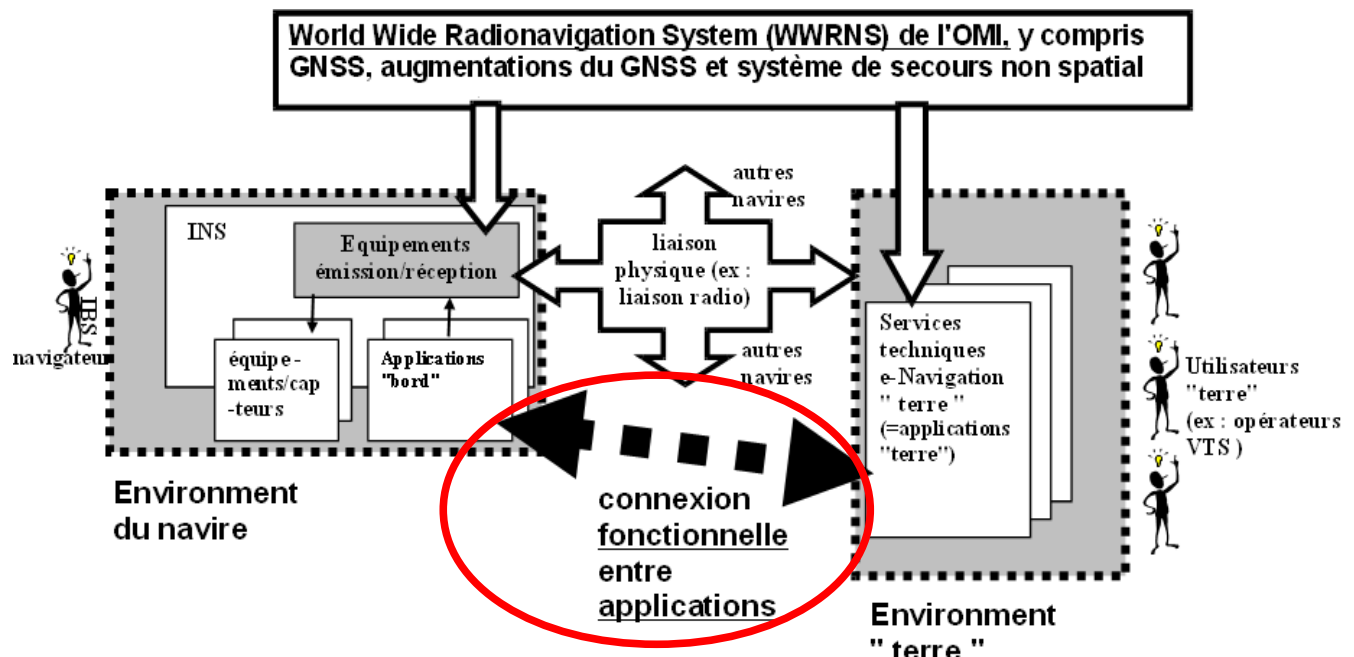 World Wide Radionavigation System (WWRNS) de l'OMI, y compris
GNSS, augmentations du GNSS et système de secours non spatial
autres
navires
INS
Equipements
émission/réception
liaison
physique (ex :
liaison radio)
IBS
navigateur
équipe-
ments/cap
-teurs
Applications
"bord"
autres
navires
Services
techniques
e-Navigation
" terre "
(=applications
"terre")
Utilisateurs
"terre"
(ex : opérateurs
VTS )
Environment
du navire
connexion
fonctionnelle
entre
applications
Environment
" terre "